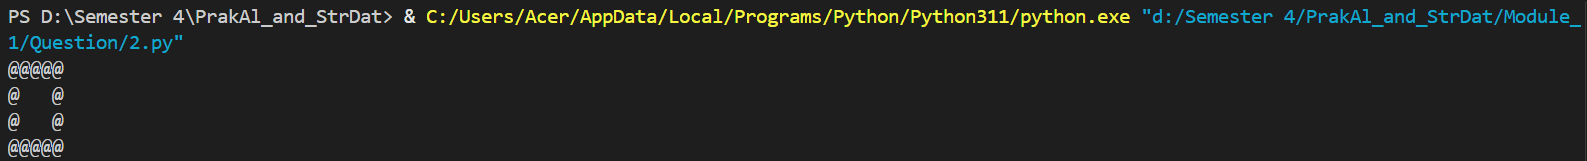 PS D:\Semester 4\PrakAl_and_StrDat> & C:/Users/Acer/AppData/Local/Programs/Python/Python311/python.exe "d:/Semester 4/PrakAl_and_StrDat/Module_
1/Question/2.py"
@@@@@
@   @
@   @
@@@@@